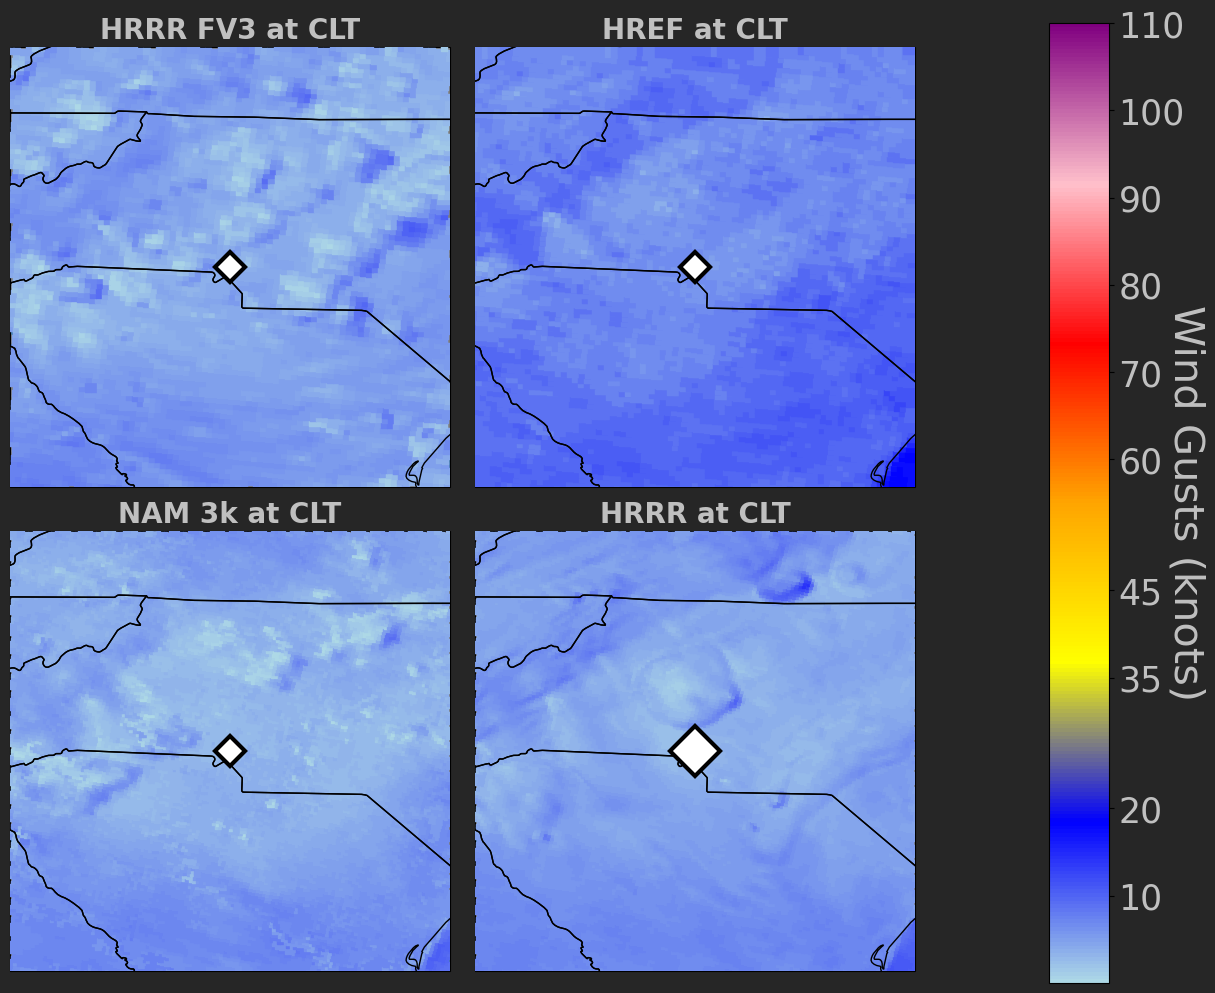 HRRR FV3 at CLT
HREF at CLT
NAM 3k at CLT
HRRR at CLT
110
100
90
80
70
60
45
35
20
10
Wind Gusts (knots)